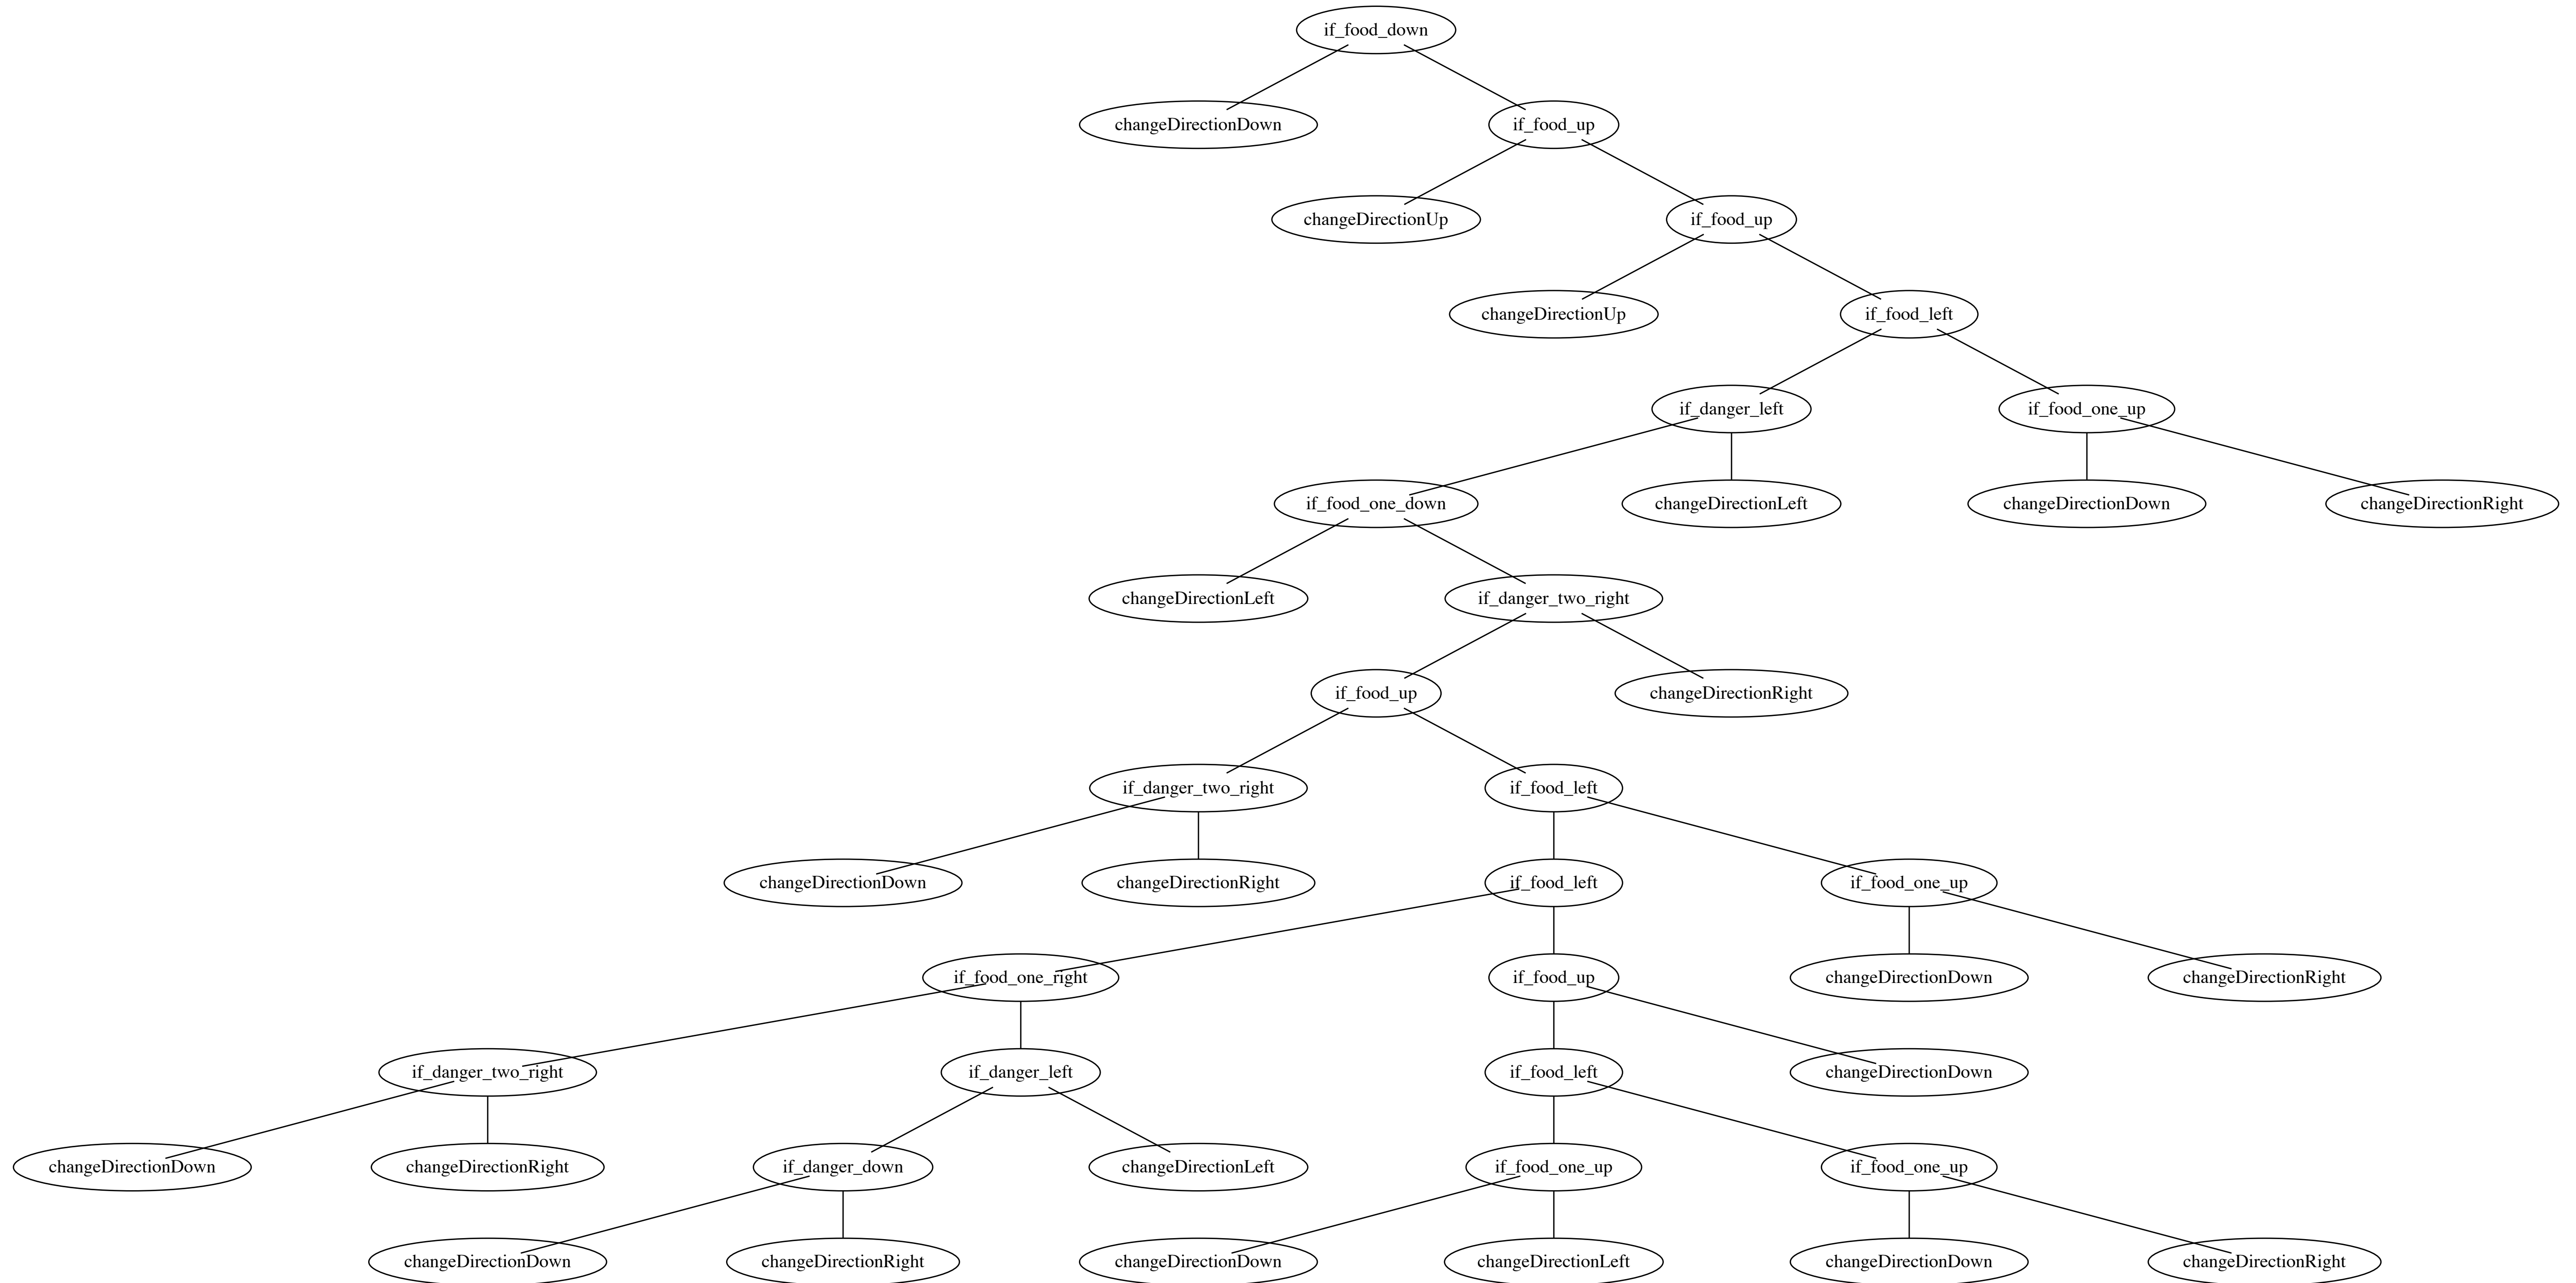 if_food_down
changeDirectionDown
if_food_up
changeDirectionUp
if_food_up
changeDirectionUp
if_food_left
if_danger_left
if_food_one_up
if_food_one_down
changeDirectionLeft
changeDirectionDown
changeDirectionRight
changeDirectionLeft
if_danger_two_right
if_food_up
changeDirectionRight
if_danger_two_right
if_food_left
changeDirectionDown
changeDirectionRight
if_food_left
if_food_one_up
if_food_one_right
if_food_up
changeDirectionDown
changeDirectionRight
if_danger_two_right
if_danger_left
if_food_left
changeDirectionDown
changeDirectionDown
changeDirectionRight
if_danger_down
changeDirectionLeft
if_food_one_up
if_food_one_up
changeDirectionDown
changeDirectionRight
changeDirectionDown
changeDirectionLeft
changeDirectionDown
changeDirectionRight